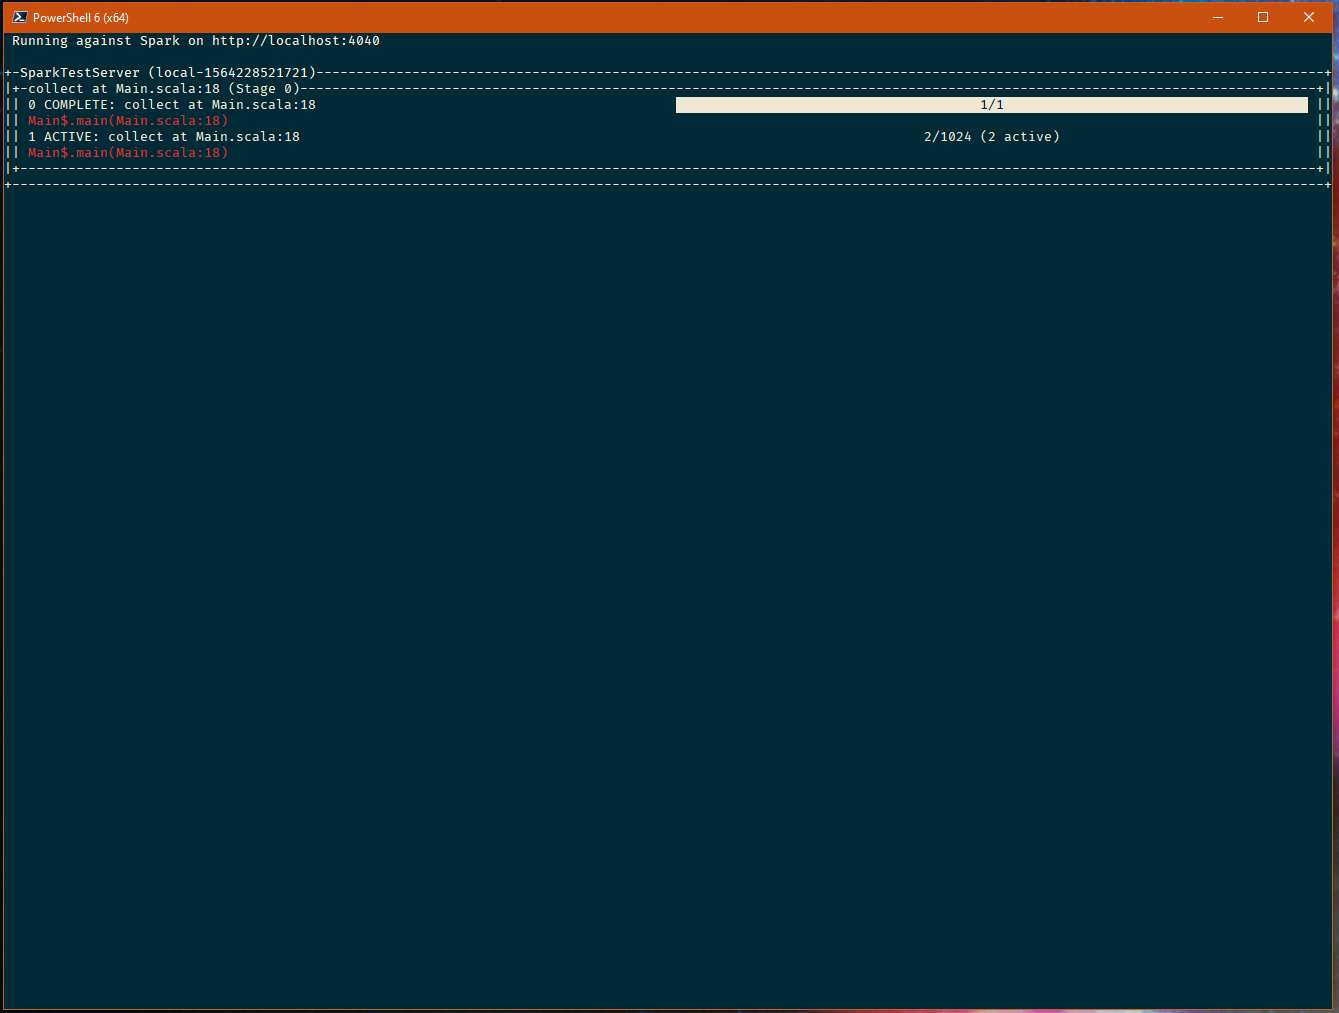 PowerShell 6 (x64)
Running against Spark on http://localhost:4040
+-SparkTestServer (local-1564228521721)-----------------------------------------------------------------------------------------------------------------------------+
|+-collect at Main.scala:18 (Stage 0)-------------------------------------------------------------------------------------------------------------------------------+|
|| 0 COMPLETE: collect at Main.scala:18 1/1 ||
|| Main$.main(Main.scala:18) ||
|| 1 ACTIVE: collect at Main.scala:18 2/1024 (2 active) ||
|| Main$.main(Main.scala:18) ||
|+------------------------------------------------------------------------------------------------------------------------------------------------------------------+|
+--------------------------------------------------------------------------------------------------------------------------------------------------------------------+